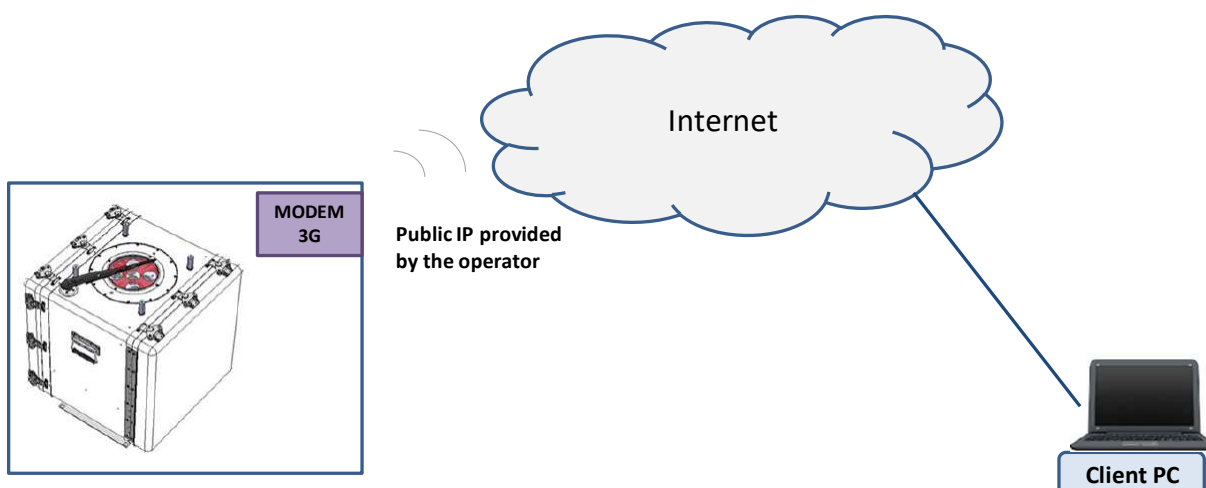 Internet
MODEM
3G
Public IP provided
by the operator
Client PC